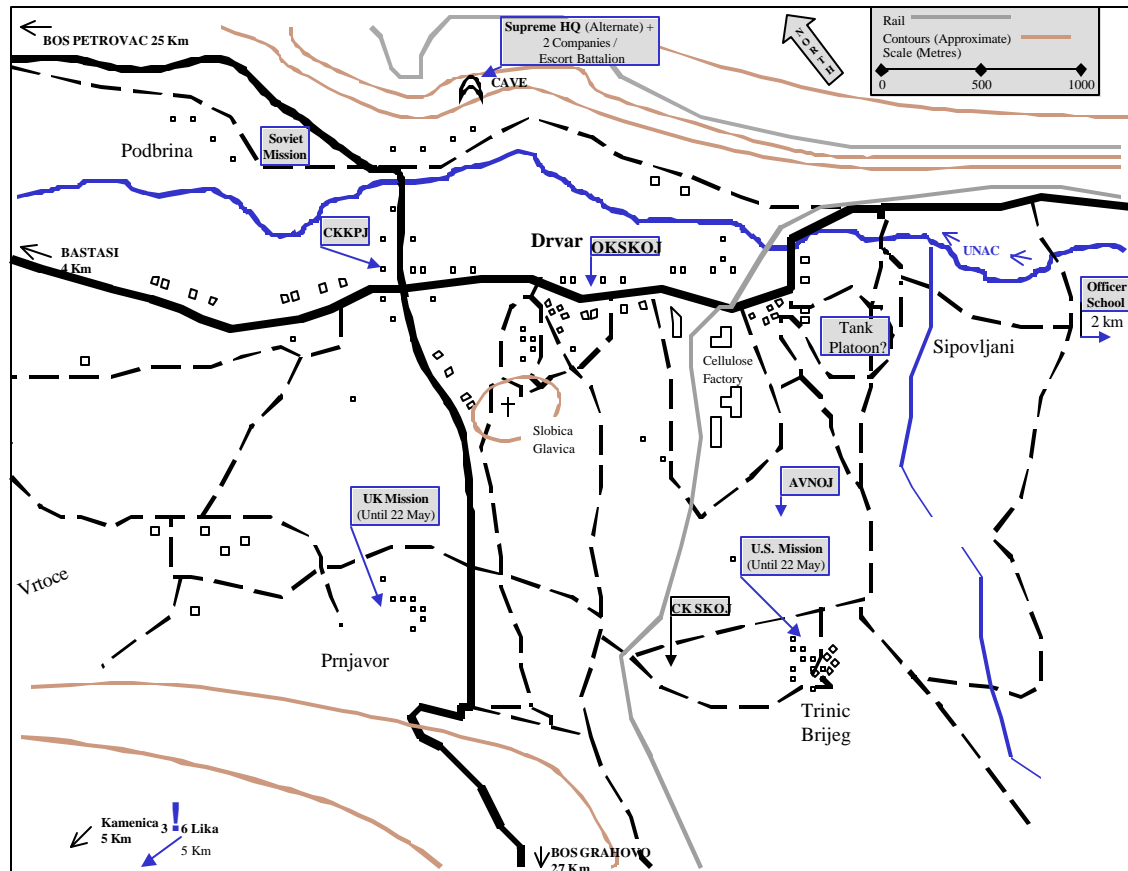 BOS PETROVAC 25 Km
Supreme HQ (Alternate) +
2 Companies /
Escort Battalion
CAVE
NORTH
Rail
Contours (Approximate)
Scale (Metres)
0
500
1000
Podbrina
Soviet
Mission
CKKPJ
Drvar
OKSKOJ
UNAC
BASTASI
4 Km
Officer
School
2 km
Tank
Platoon?
Sipovljani
Cellulose
Factory
Slobica
Glavica
UK Mission
(Until 22 May)
AVNOJ
U.S. Mission
(Until 22 May)
Vrtoce
CK SKOJ
Prnjavor
Trinic
Brijeg
Kamenica
5 Km
3 ! 6 Lika
5 Km
BOS GRAHOVO
27 Km